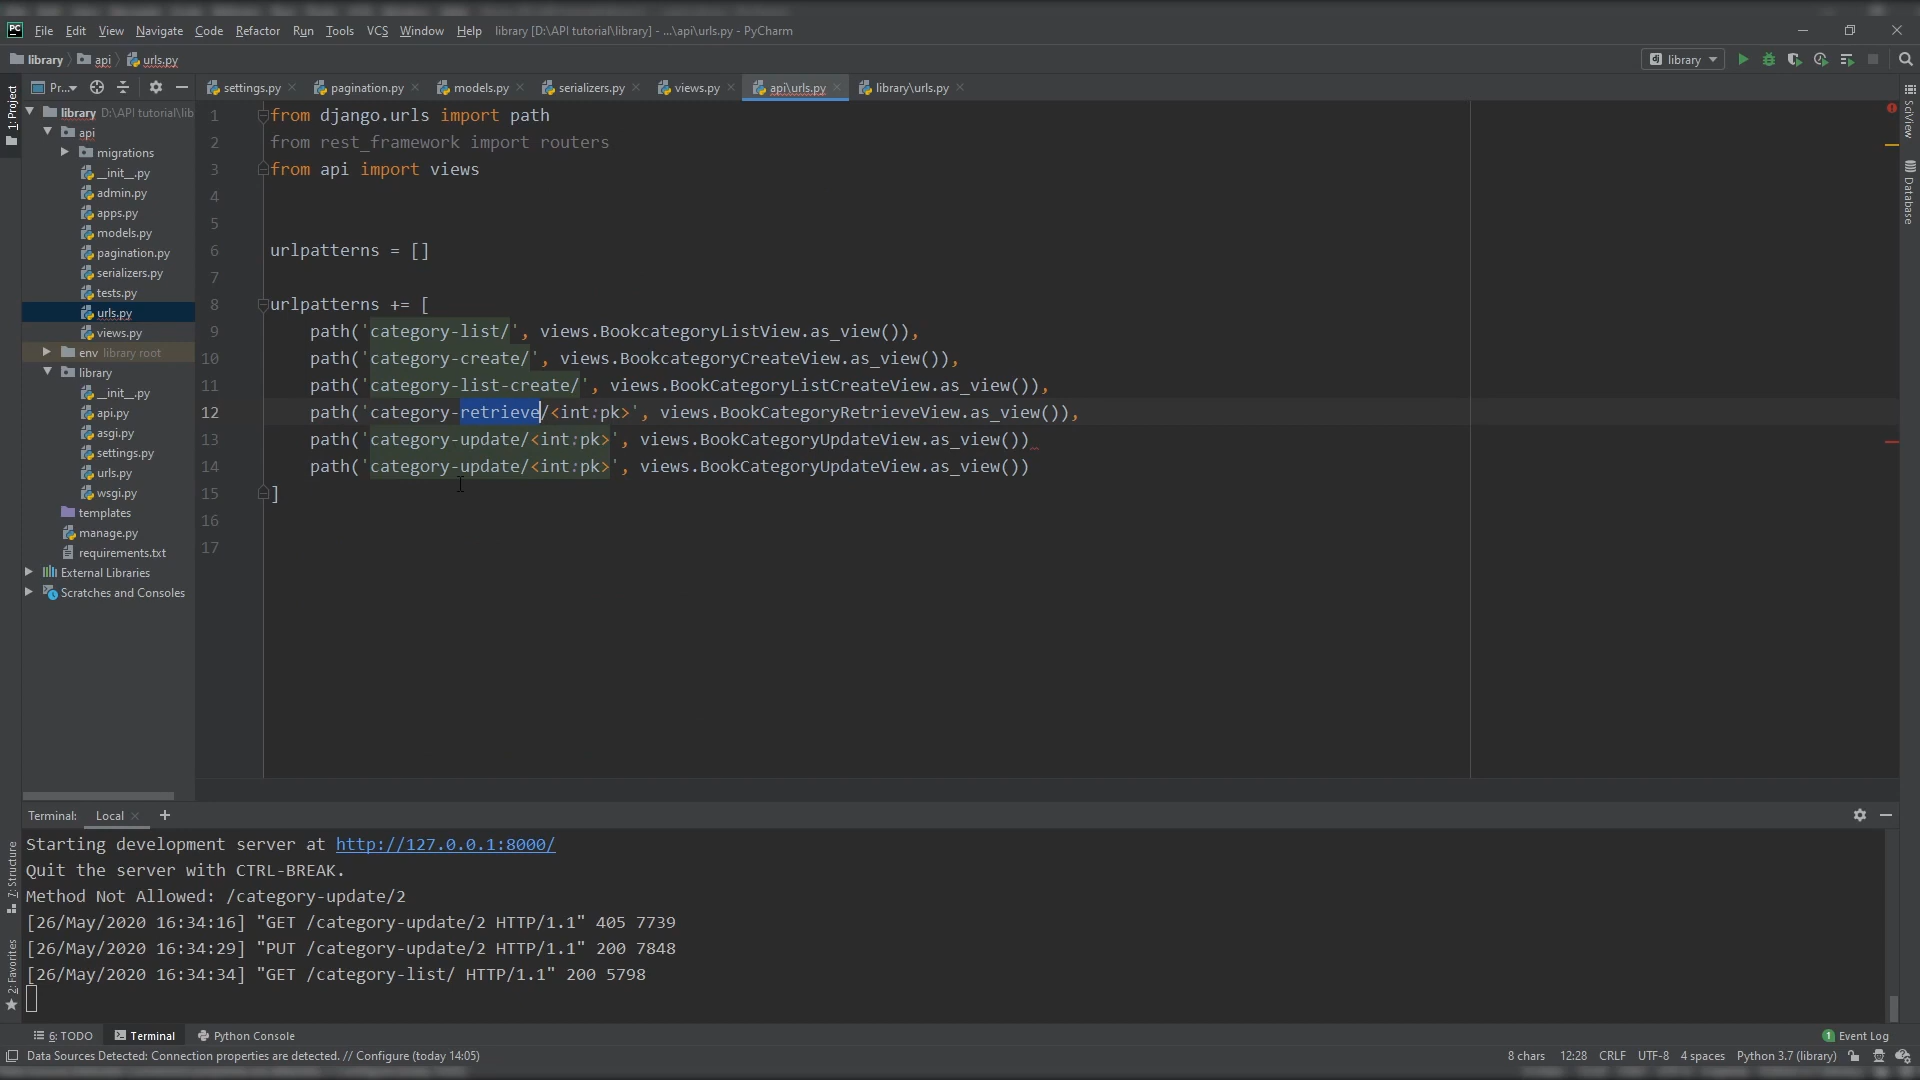 File Edit View Navigate Code Refactor Run Tools VCS Window Help library [D:\API tutorial\library] - ...\api\urls.py - PyCharm
library api urls.py library
Pr... settings.py pagination.py models.py serializers.py views.py api\urls.py library\urls.py
1: Project
library D:\API tutorial\lib
api
migrations
__init__.py
admin.py
apps.py
models.py
pagination.py
serializers.py
tests.py
urls.py
views.py
env library root
library
__init__.py
api.py
asgi.py
settings.py
urls.py
wsgi.py
templates
manage.py
requirements.txt
External Libraries
Scratches and Consoles
1 from django.urls import path
2 from rest_framework import routers
3 from api import views
4
5
6 urlpatterns = []
7
8 urlpatterns += [
9 path('category-list/', views.BookcategoryListView.as_view()),
10 path('category-create/', views.BookcategoryCreateView.as_view()),
11 path('category-list-create/', views.BookCategoryListCreateView.as_view()),
12 path('category-retrieve/<int:pk>', views.BookCategoryRetrieveView.as_view()),
13 path('category-update/<int:pk>', views.BookCategoryUpdateView.as_view())
14 path('category-update/<int:pk>', views.BookCategoryUpdateView.as_view())
15 ]
16
17
SciView
Database
Terminal: Local +
Starting development server at http://127.0.0.1:8000/
Quit the server with CTRL-BREAK.
Method Not Allowed: /category-update/2
[26/May/2020 16:34:16] "GET /category-update/2 HTTP/1.1" 405 7739
[26/May/2020 16:34:29] "PUT /category-update/2 HTTP/1.1" 200 7848
[26/May/2020 16:34:34] "GET /category-list/ HTTP/1.1" 200 5798
7: Structure
2: Favorites
6: TODO Terminal Python Console 1 Event Log
Data Sources Detected: Connection properties are detected. // Configure (today 14:05) 8 chars 12:28 CRLF UTF-8 4 spaces Python 3.7 (library)